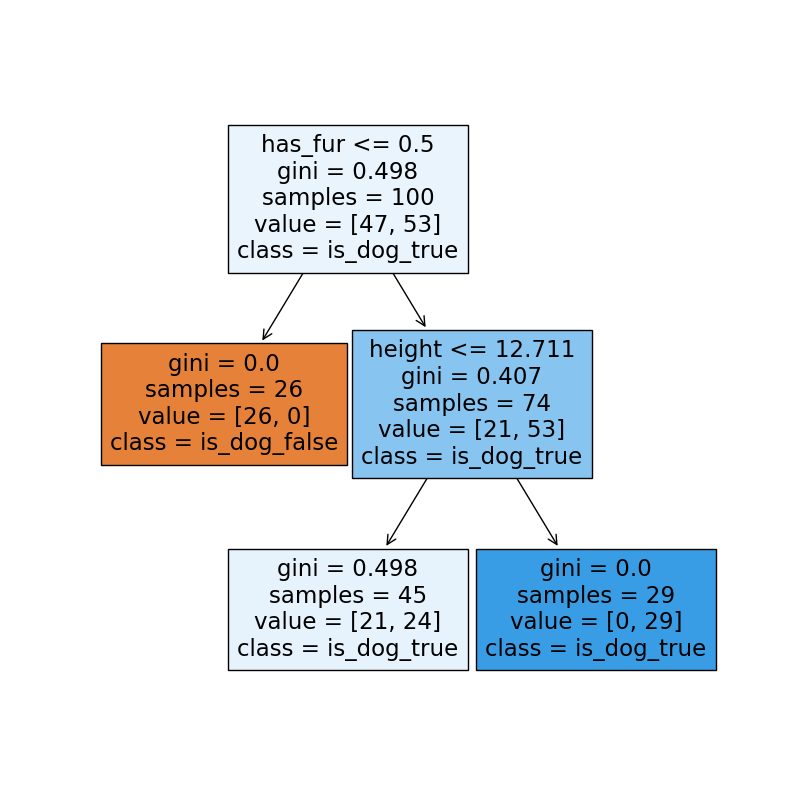 has_fur <= 0.5
gini = 0.498
samples = 100
value = [47, 53]
class = is_dog_true
gini = 0.0
samples = 26
value = [26, 0]
class = is_dog_false
height <= 12.711
gini = 0.407
samples = 74
value = [21, 53]
class = is_dog_true
gini = 0.498
samples = 45
value = [21, 24]
class = is_dog_true
gini = 0.0
samples = 29
value = [0, 29]
class = is_dog_true